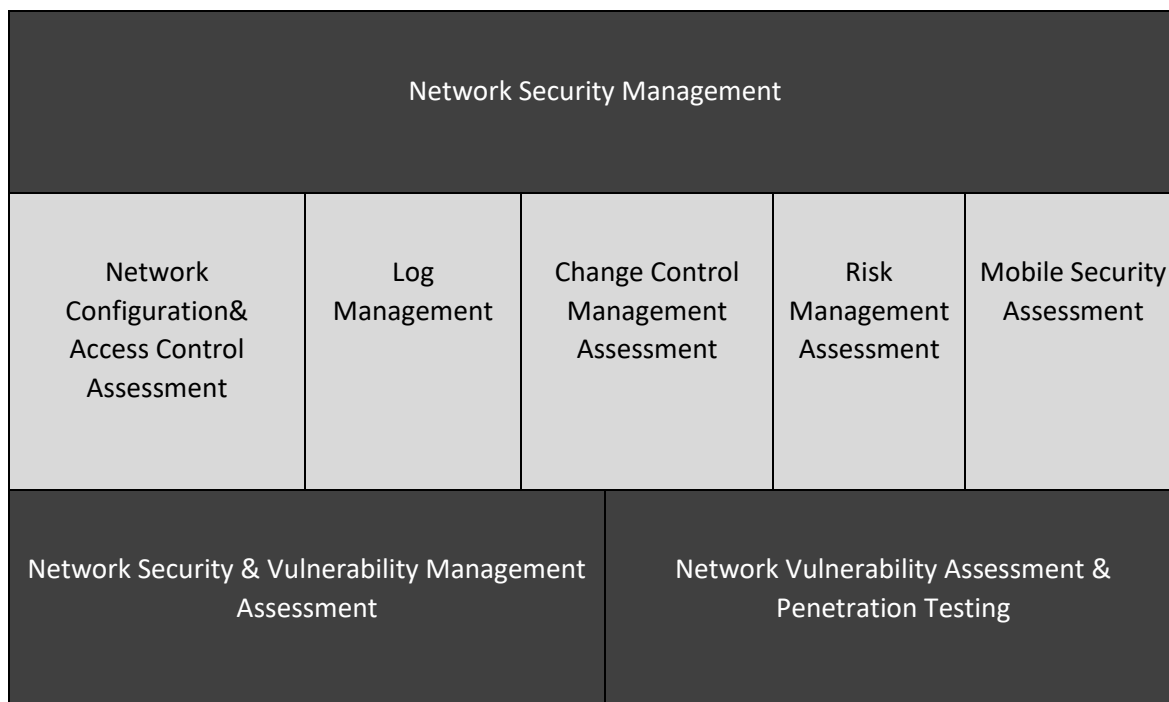 Network Security Management
Network
Configuration&
Access Control
Assessment
Log
Management
Change Control
Management
Assessment
Risk
Management
Assessment
Mobile Security
Assessment
Network Security & Vulnerability Management
Assessment
Network Vulnerability Assessment &
Penetration Testing